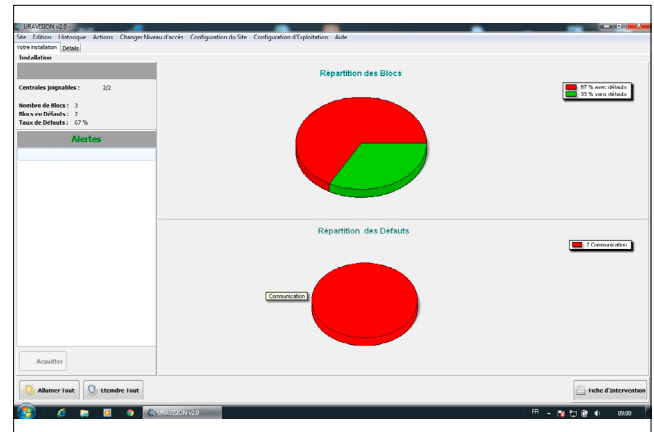 URAVISION v2.0
Site Edition Historique Actions Changer Niveau d'accés Configuration du Site Configuration d'Exploitation Aide
Votre Installation Détails
Installation
Centrales joignables : 2/2
Nombre de Blocs : 3
Blocs en Défauts : 2
Taux de Défauts : 67 %
Alertes
Acquitter
Repartition des Blocs
67 % avec défauts
33 % sans défauts
Répartition des Défauts
2 Communication
Communication
Allumer Tout Eteindre Tout
Fiche d'Intervention
URAVISION v2.0
FR 09:00